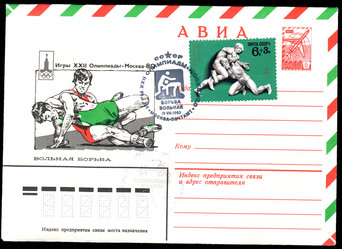 АВИА
Игры XXII Олимпиады • Москва
ПОЧТА СССР
6+3к
БОРЬБА
ВОЛЬНАЯ
ВОЛЬНАЯ БОРЬБА
Куда
Кому
Индекс предприятия связи
и адрес отправителя
Индекс предприятия связи места назначения